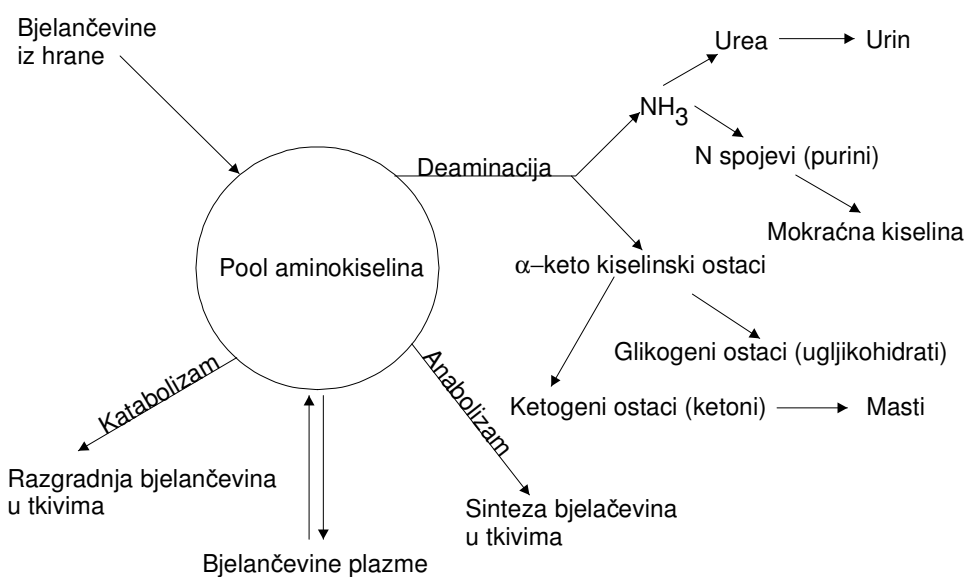 Bjelančevine
iz hrane
Urea
Urin
NH3
N spojevi (purini)
Mokraćna kiselina
Deaminacija
Pool aminokiselina
α–keto kiselinski ostaci
Glikogeni ostaci (ugljikohidrati)
Ketogeni ostaci (ketoni)
Masti
Katabolizam
Anabolizam
Razgradnja bjelančevina
u tkivima
Sinteza bjelačevina
u tkivima
Bjelančevine plazme